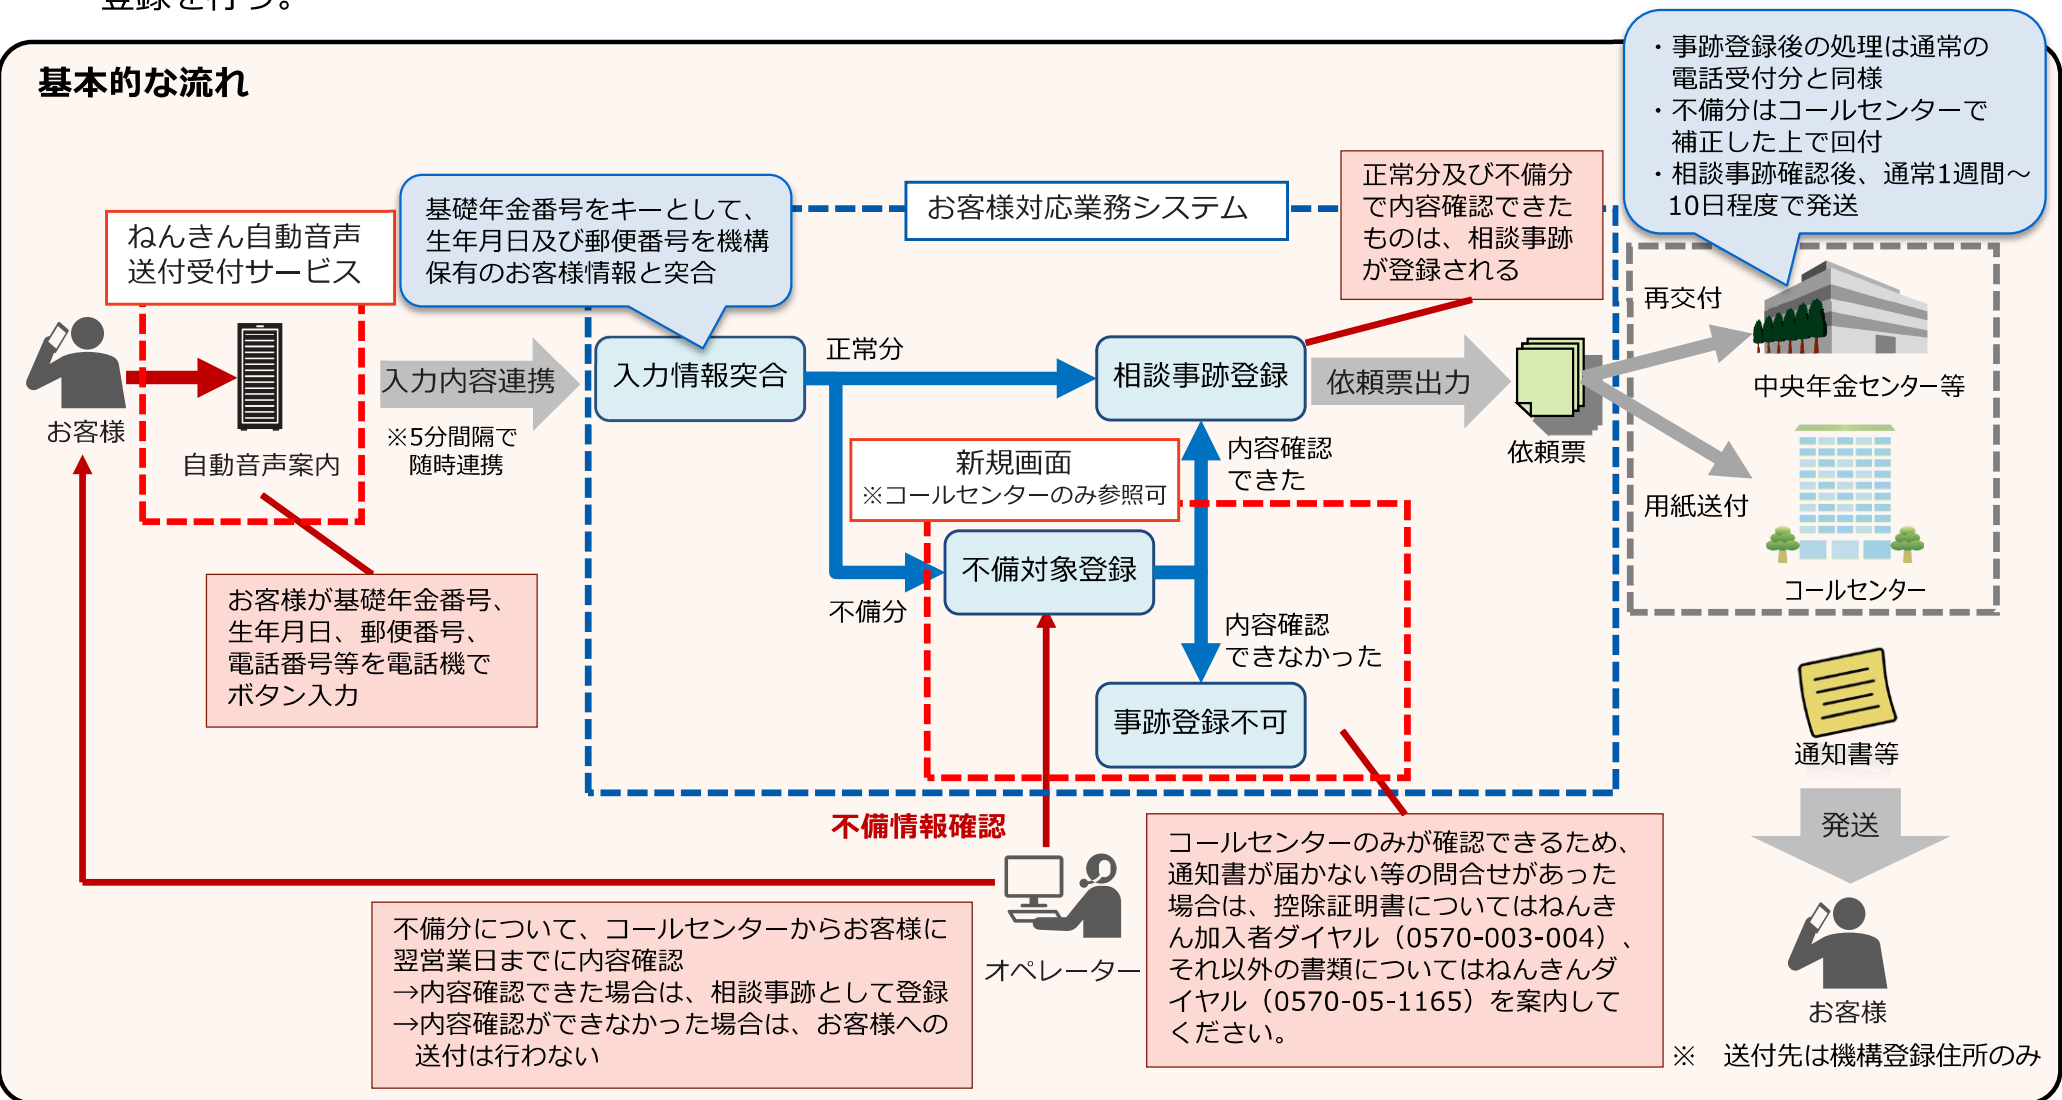 登録を行う。
基本的な流れ
・事跡登録後の処理は通常の
電話受付分と同様
・不備分はコールセンターで
補正した上で回付
・相談事跡確認後、通常1週間～
10日程度で発送
正常分及び不備分
で内容確認できた
ものは、相談事跡
が登録される
お客様対応業務システム
基礎年金番号をキーとして、
生年月日及び郵便番号を機構
保有のお客様情報と突合
ねんきん自動音声
送付受付サービス
お客様
自動音声案内
入力内容連携
※5分間隔で
随時連携
入力情報突合
正常分
相談事跡登録
依頼票出力
依頼票
再交付
中央年金センター等
用紙送付
コールセンター
新規画面
※コールセンターのみ参照可
内容確認
できた
不備対象登録
不備分
内容確認
できなかった
事跡登録不可
お客様が基礎年金番号、
生年月日、郵便番号、
電話番号等を電話機で
ボタン入力
通知書等
発送
お客様
※　送付先は機構登録住所のみ
不備情報確認
オペレーター
不備分について、コールセンターからお客様に
翌営業日までに内容確認
→内容確認できた場合は、相談事跡として登録
→内容確認ができなかった場合は、お客様への
送付は行わない
コールセンターのみが確認できるため、
通知書が届かない等の問合せがあった
場合は、控除証明書についてはねんき
ん加入者ダイヤル（0570-003-004）、
それ以外の書類についてはねんきんダ
イヤル（0570-05-1165）を案内して
ください。